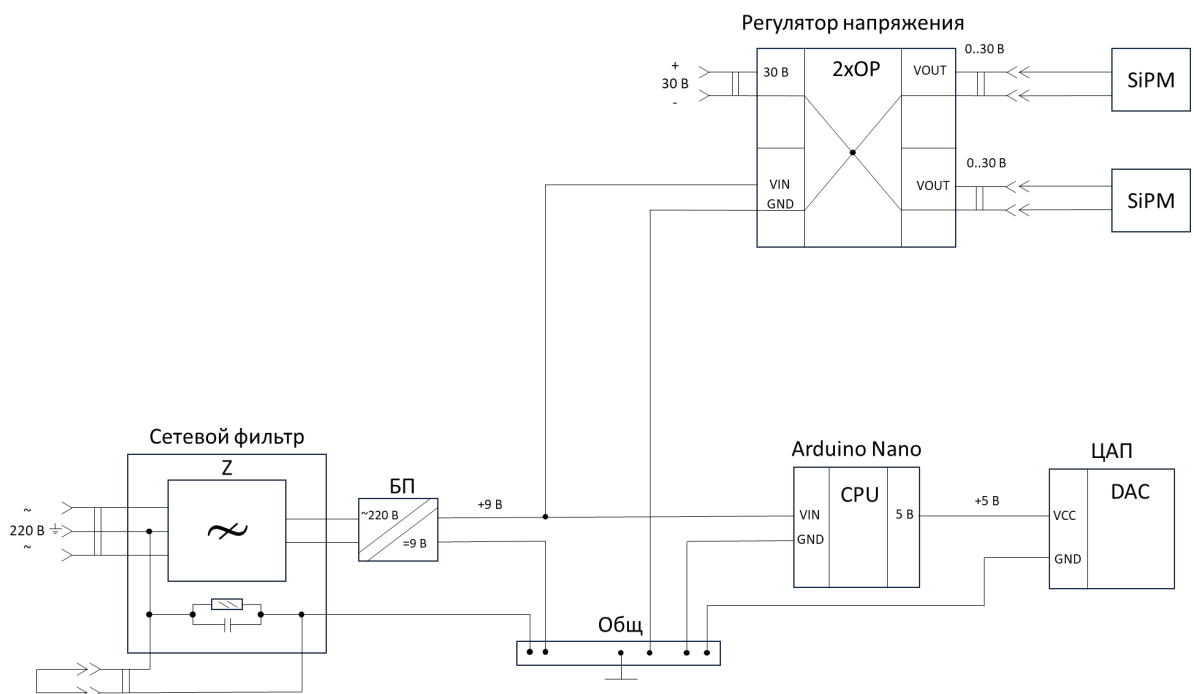 Регулятор напряжения
+
30 В
-
30 В
2xOP
VOUT
0..30 В
SiPM
VIN
GND
VOUT
0..30 В
SiPM
Сетевой фильтр
Z
~
220 В
~
БП
~220 В
=9 В
+9 В
Arduino Nano
CPU
VIN
GND
5 В
+5 В
ЦАП
DAC
VCC
GND
Общ